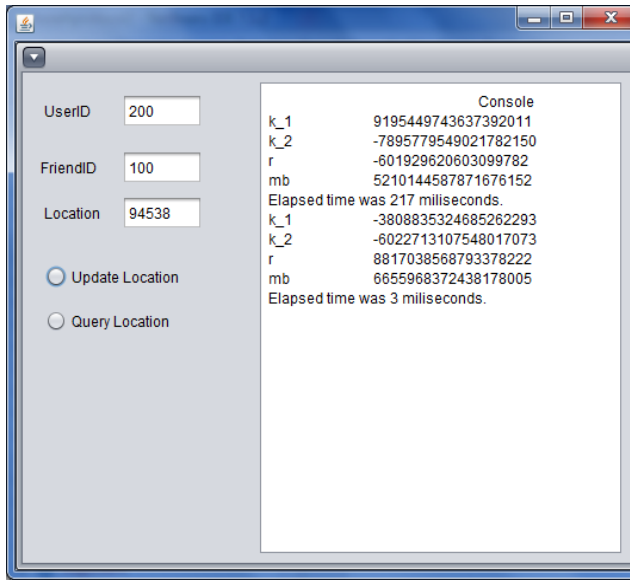 UserID 200
FriendID 100
Location 94538
Update Location
Query Location
Console
k_1 9195449743637392011
k_2 -7895779549021782150
r -601929620603099782
mb 5210144587871676152
Elapsed time was 217 miliseconds.
k_1 -3808835324685262293
k_2 -6022713107548017073
r 8817038568793378222
mb 6655968372438178005
Elapsed time was 3 miliseconds.